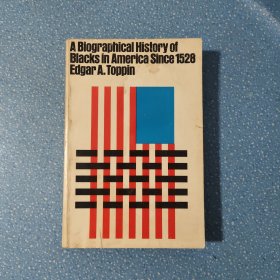 A Biographical History of
Blacks in America Since 1528
Edgar A. Toppin